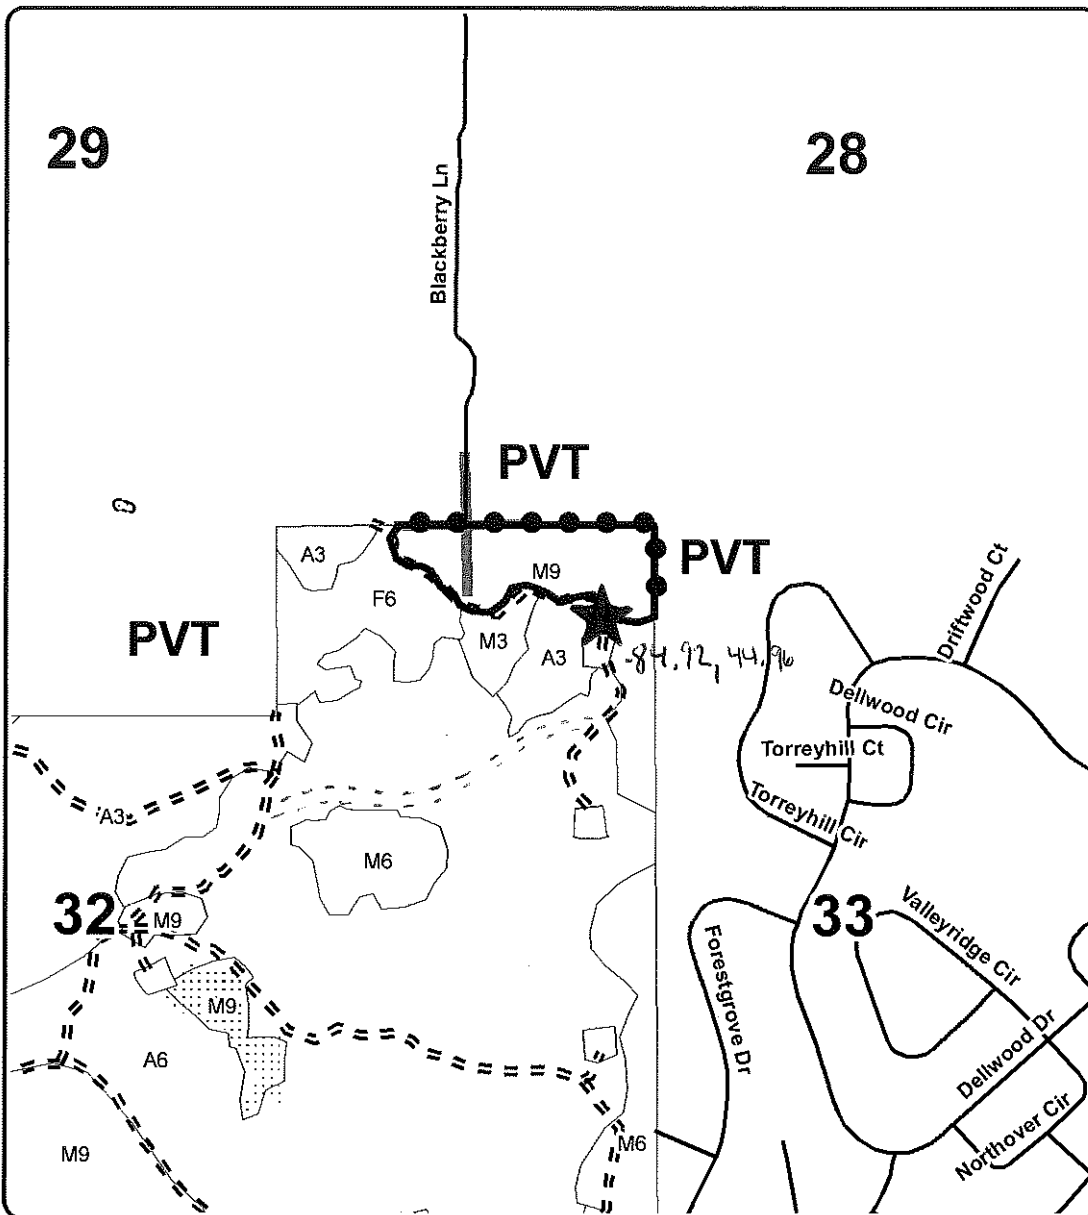 29
28
Blackberry Ln
PVT
A3
M9
PVT
F6
PVT
M3
A3
-84.92, 44.96
Driftwood Ct
Dellwood Cir
Torreyhill Ct
A3
Torreyhill Cir
M6
32
M9
33
Valleyridge Cir
Forestgrove Dr
M9
A6
Dellwood Dr
M9
M6
Northover Cir